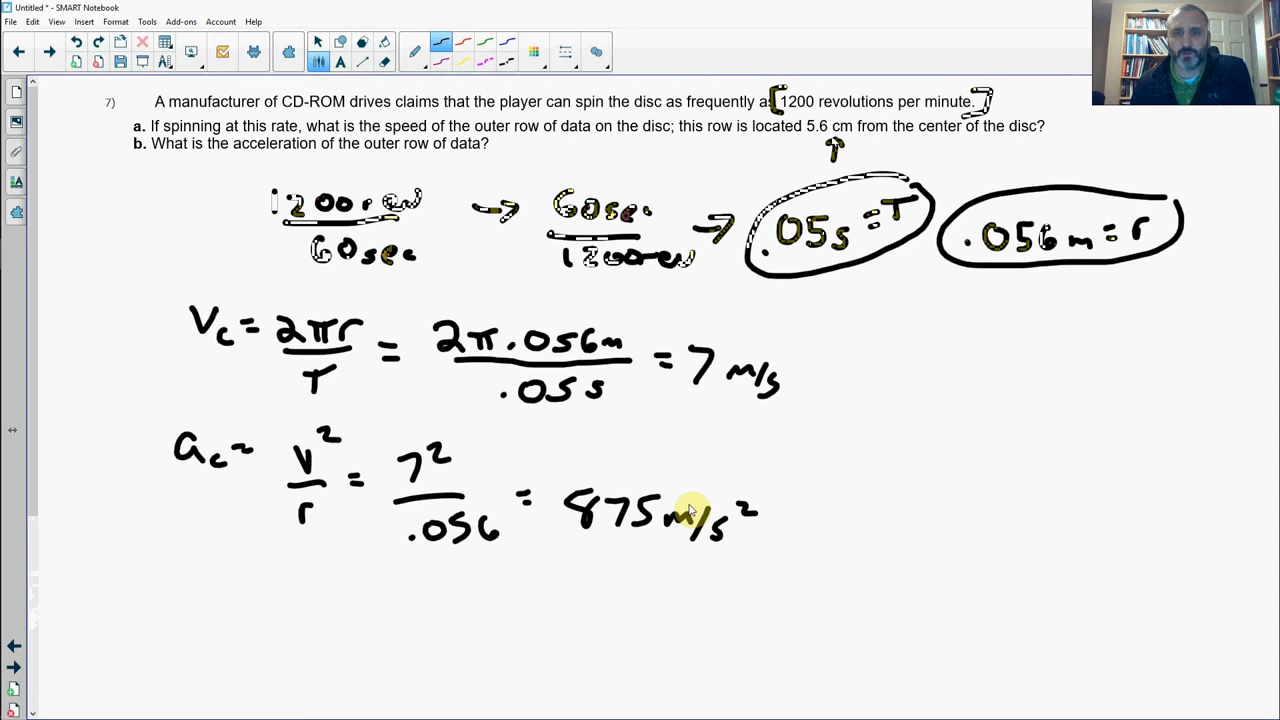 Untitled * - SMART Notebook
File Edit View Insert Format Tools Add-ons Account Help
7) A manufacturer of CD-ROM drives claims that the player can spin the disc as frequently as [1200 revolutions per minute.]
a. If spinning at this rate, what is the speed of the outer row of data on the disc; this row is located 5.6 cm from the center of the disc?
b. What is the acceleration of the outer row of data?
1200 rev / 60 sec → 60 sec / 1200 rev → .05s = T .056m = r
Vc = 2πr / T = 2π .056m / .05s = 7 m/s
ac = v² / r = 7² / .056 = 875 m/s²